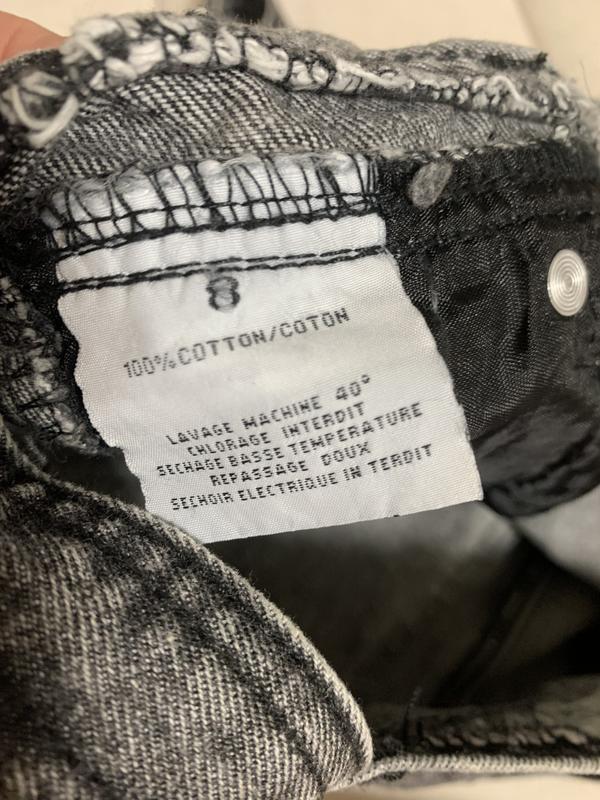 8
100% COTTON/COTON
LAVAGE MACHINE 40°
CHLORAGE INTERDIT
SECHAGE BASSE TEMPERATURE
REPASSAGE DOUX
SECHOIR ELECTRIQUE IN TERDIT